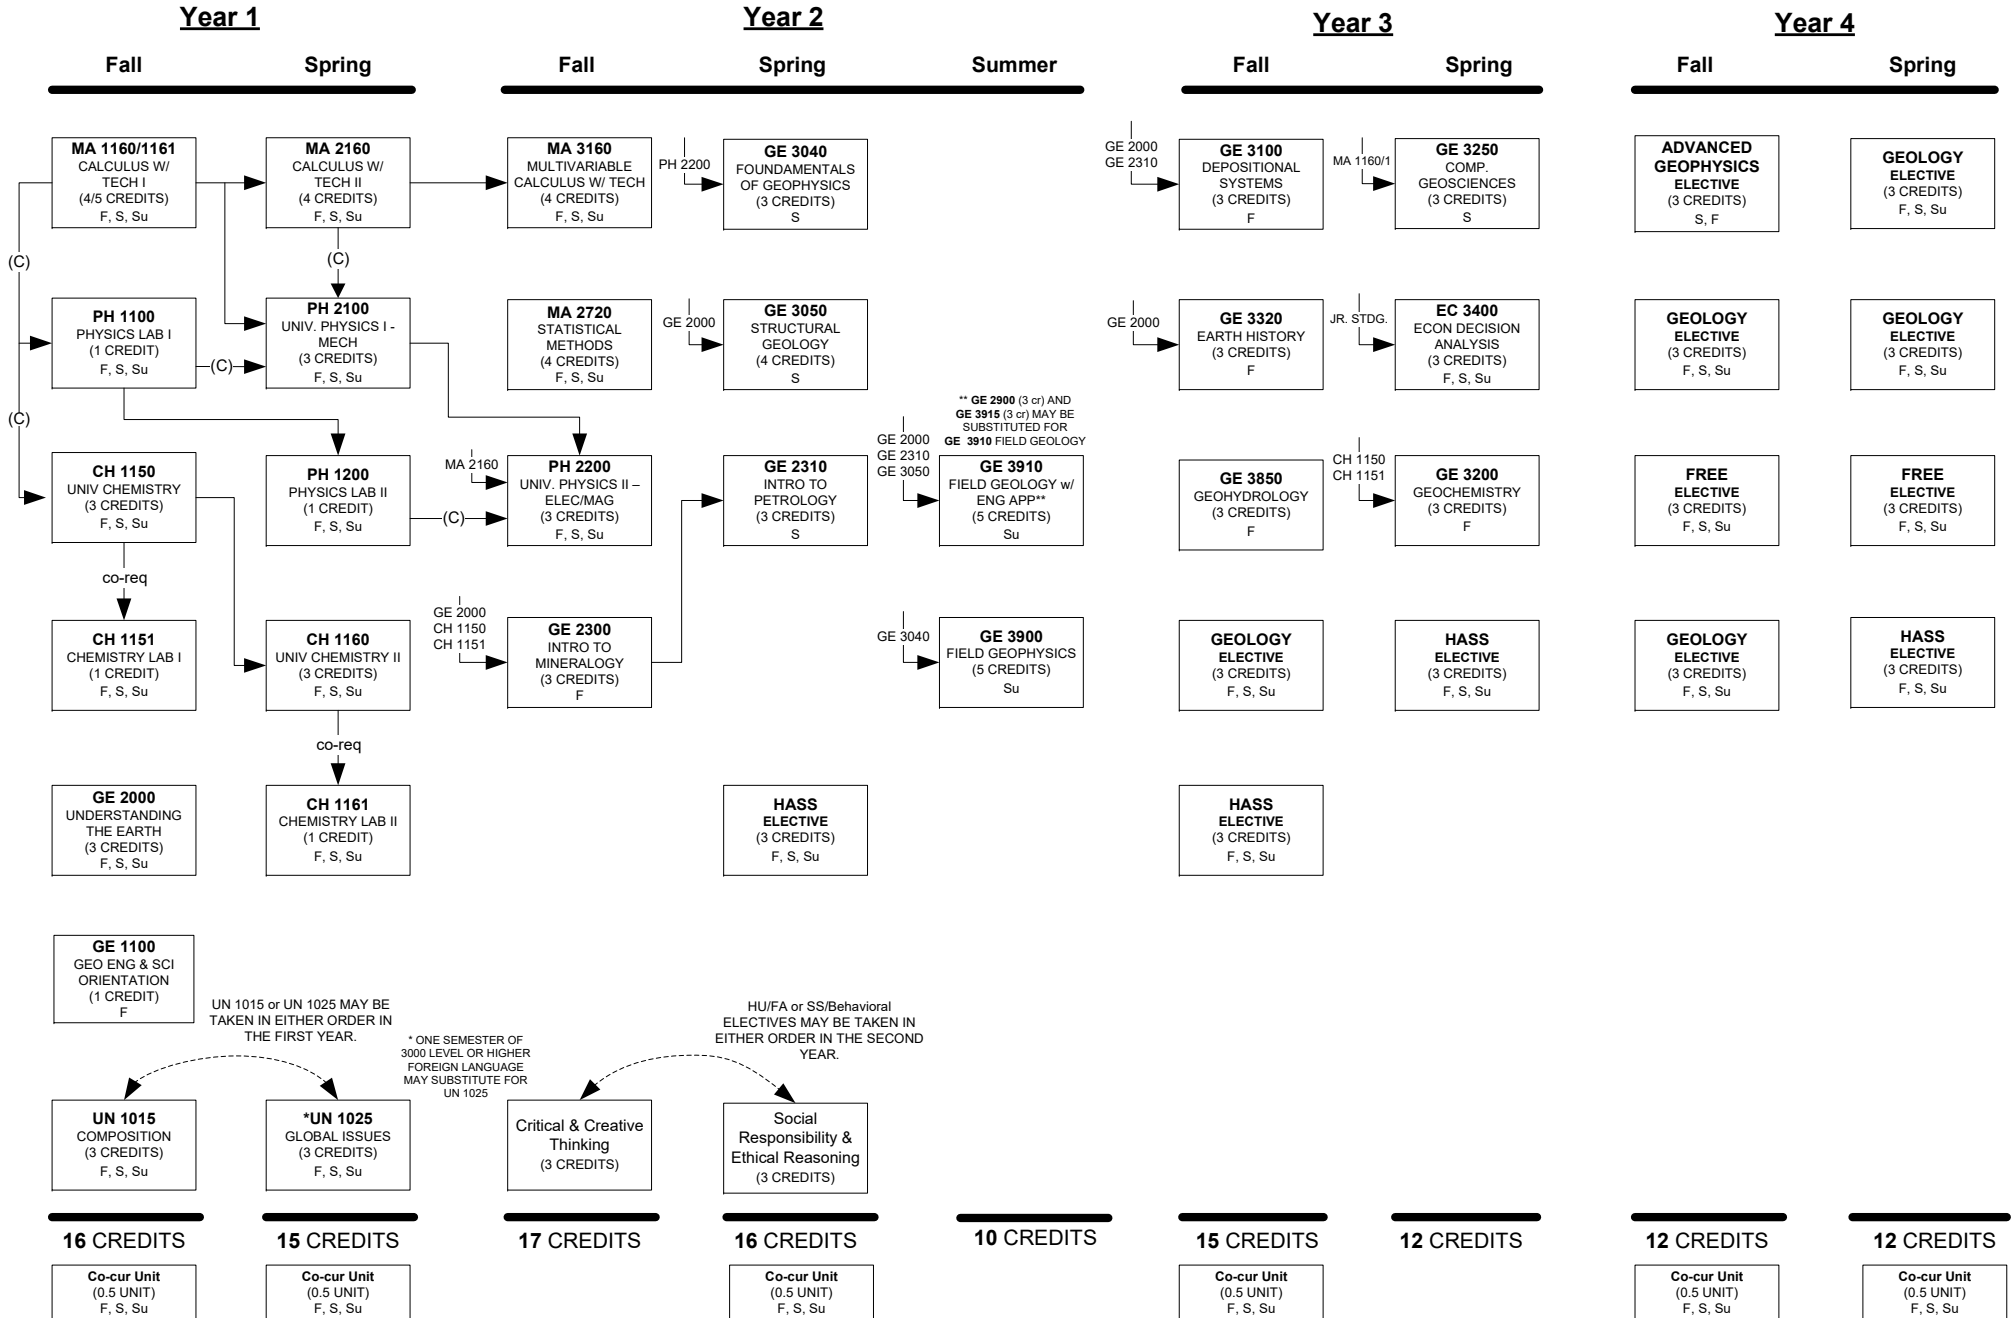 Year 1
Year 2
Year 3
Year 4
Fall
Spring
Fall
Spring
Summer
Fall
Spring
Fall
Spring
MA 1160/1161
CALCULUS W/
TECH I
(4/5 CREDITS)
F, S, Su
MA 2160
CALCULUS W/
TECH II
(4 CREDITS)
F, S, Su
MA 3160
MULTIVARIABLE
CALCULUS W/ TECH
(4 CREDITS)
F, S, Su
PH 2200
GE 3040
FOUNDAMENTALS
OF GEOPHYSICS
(3 CREDITS)
S
GE 2000
GE 2310
GE 3100
DEPOSITIONAL
SYSTEMS
(3 CREDITS)
F
MA 1160/1
GE 3250
COMP.
GEOSCIENCES
(3 CREDITS)
S
ADVANCED
GEOPHYSICS
ELECTIVE
(3 CREDITS)
S, F
GEOLOGY
ELECTIVE
(3 CREDITS)
F, S, Su
(C)
(C)
PH 1100
PHYSICS LAB I
(1 CREDIT)
F, S, Su
(C)
PH 2100
UNIV. PHYSICS I -
MECH
(3 CREDITS)
F, S, Su
MA 2720
STATISTICAL
METHODS
(4 CREDITS)
F, S, Su
GE 2000
GE 3050
STRUCTURAL
GEOLOGY
(4 CREDITS)
S
GE 2000
GE 3320
EARTH HISTORY
(3 CREDITS)
F
JR. STDG.
EC 3400
ECON DECISION
ANALYSIS
(3 CREDITS)
F, S, Su
GEOLOGY
ELECTIVE
(3 CREDITS)
F, S, Su
GEOLOGY
ELECTIVE
(3 CREDITS)
F, S, Su
(C)
** GE 2900 (3 cr) AND
GE 3915 (3 cr) MAY BE
SUBSTITUTED FOR
GE 3910 FIELD GEOLOGY
CH 1150
UNIV CHEMISTRY
(3 CREDITS)
F, S, Su
PH 1200
PHYSICS LAB II
(1 CREDIT)
F, S, Su
MA 2160
(C)
PH 2200
UNIV. PHYSICS II –
ELEC/MAG
(3 CREDITS)
F, S, Su
GE 2310
INTRO TO
PETROLOGY
(3 CREDITS)
S
GE 2000
GE 2310
GE 3050
GE 3910
FIELD GEOLOGY w/
ENG APP**
(5 CREDITS)
Su
GE 3850
GEOHYDROLOGY
(3 CREDITS)
F
CH 1150
CH 1151
GE 3200
GEOCHEMISTRY
(3 CREDITS)
F
FREE
ELECTIVE
(3 CREDITS)
F, S, Su
FREE
ELECTIVE
(3 CREDITS)
F, S, Su
co-req
CH 1151
CHEMISTRY LAB I
(1 CREDIT)
F, S, Su
CH 1160
UNIV CHEMISTRY II
(3 CREDITS)
F, S, Su
GE 2000
CH 1150
CH 1151
GE 2300
INTRO TO
MINERALOGY
(3 CREDITS)
F
GE 3040
GE 3900
FIELD GEOPHYSICS
(5 CREDITS)
Su
GEOLOGY
ELECTIVE
(3 CREDITS)
F, S, Su
HASS
ELECTIVE
(3 CREDITS)
F, S, Su
GEOLOGY
ELECTIVE
(3 CREDITS)
F, S, Su
HASS
ELECTIVE
(3 CREDITS)
F, S, Su
co-req
GE 2000
UNDERSTANDING
THE EARTH
(3 CREDITS)
F, S, Su
CH 1161
CHEMISTRY LAB II
(1 CREDIT)
F, S, Su
HASS
ELECTIVE
(3 CREDITS)
F, S, Su
HASS
ELECTIVE
(3 CREDITS)
F, S, Su
GE 1100
GEO ENG & SCI
ORIENTATION
(1 CREDIT)
F
UN 1015 or UN 1025 MAY BE
TAKEN IN EITHER ORDER IN
THE FIRST YEAR.
* ONE SEMESTER OF
3000 LEVEL OR HIGHER
FOREIGN LANGUAGE
MAY SUBSTITUTE FOR
UN 1025
HU/FA or SS/Behavioral
ELECTIVES MAY BE TAKEN IN
EITHER ORDER IN THE SECOND
YEAR.
UN 1015
COMPOSITION
(3 CREDITS)
F, S, Su
*UN 1025
GLOBAL ISSUES
(3 CREDITS)
F, S, Su
Critical & Creative
Thinking
(3 CREDITS)
Social
Responsibility &
Ethical Reasoning
(3 CREDITS)
16 CREDITS
15 CREDITS
17 CREDITS
16 CREDITS
10 CREDITS
15 CREDITS
12 CREDITS
12 CREDITS
12 CREDITS
Co-cur Unit
(0.5 UNIT)
F, S, Su
Co-cur Unit
(0.5 UNIT)
F, S, Su
Co-cur Unit
(0.5 UNIT)
F, S, Su
Co-cur Unit
(0.5 UNIT)
F, S, Su
Co-cur Unit
(0.5 UNIT)
F, S, Su
Co-cur Unit
(0.5 UNIT)
F, S, Su